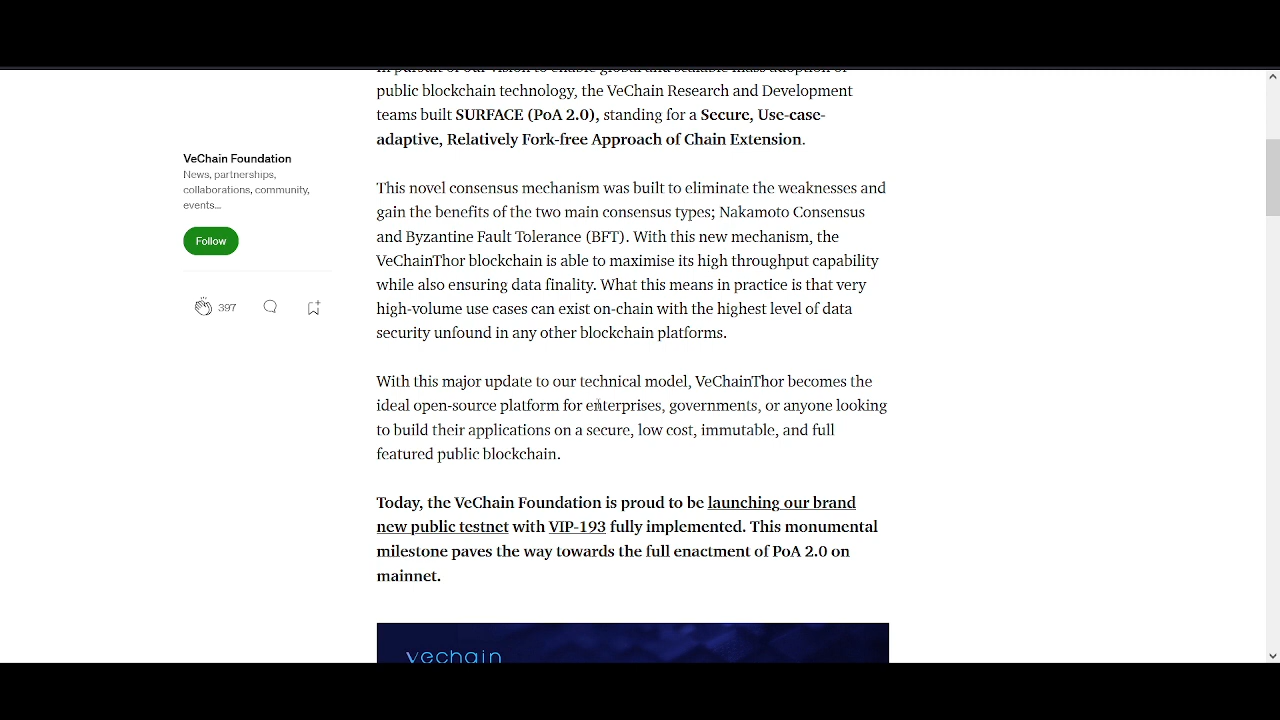 public blockchain technology, the VeChain Research and Development
teams built SURFACE (PoA 2.0), standing for a Secure, Use-case-
adaptive, Relatively Fork-free Approach of Chain Extension.
VeChain Foundation
News, partnerships,
collaborations, community,
events...
Follow
397
This novel consensus mechanism was built to eliminate the weaknesses and
gain the benefits of the two main consensus types; Nakamoto Consensus
and Byzantine Fault Tolerance (BFT). With this new mechanism, the
VeChainThor blockchain is able to maximise its high throughput capability
while also ensuring data finality. What this means in practice is that very
high-volume use cases can exist on-chain with the highest level of data
security unfound in any other blockchain platforms.
With this major update to our technical model, VeChainThor becomes the
ideal open-source platform for enterprises, governments, or anyone looking
to build their applications on a secure, low cost, immutable, and full
featured public blockchain.
Today, the VeChain Foundation is proud to be launching our brand
new public testnet with VIP-193 fully implemented. This monumental
milestone paves the way towards the full enactment of PoA 2.0 on
mainnet.
vechain